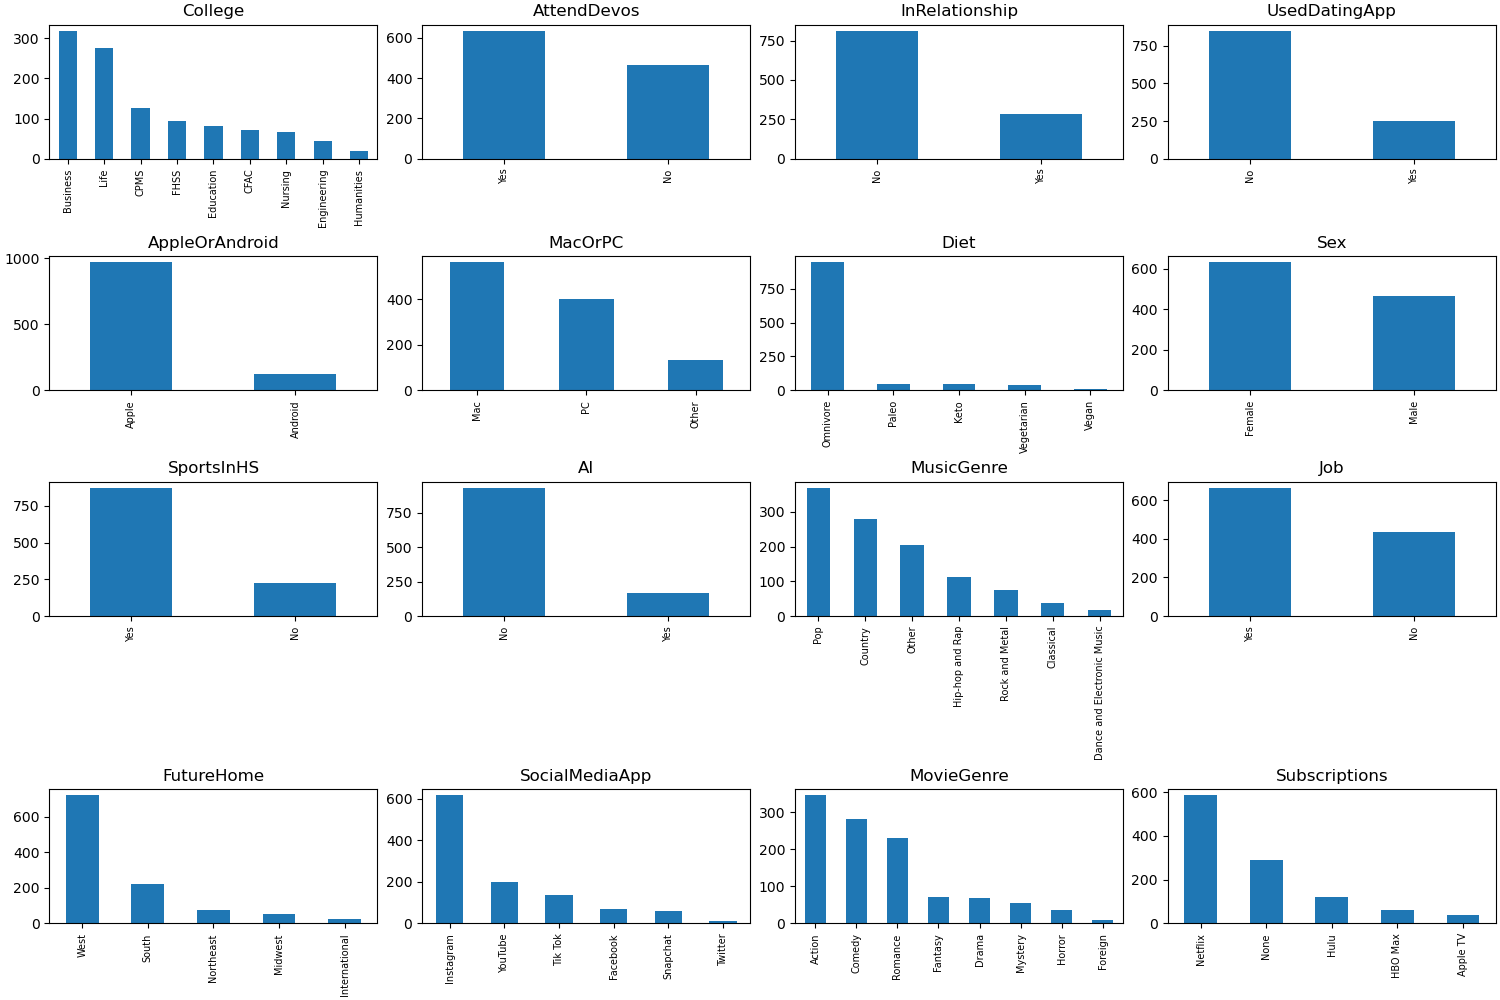 College
300
200
100
0
Business
Life
CPMS
FHSS
Education
CFAC
Nursing
Engineering
Humanities
AttendDevos
600
400
200
0
Yes
No
InRelationship
750
500
250
0
No
Yes
UsedDatingApp
750
500
250
0
No
Yes
AppleOrAndroid
1000
500
0
Apple
Android
MacOrPC
400
200
0
Mac
PC
Other
Diet
750
500
250
0
Omnivore
Paleo
Keto
Vegetarian
Vegan
Sex
600
400
200
0
Female
Male
SportsInHS
750
500
250
0
Yes
No
AI
750
500
250
0
No
Yes
MusicGenre
300
200
100
0
Pop
Country
Other
Hip-hop and Rap
Rock and Metal
Classical
Dance and Electronic Music
Job
600
400
200
0
Yes
No
FutureHome
600
400
200
0
West
South
Northeast
Midwest
International
SocialMediaApp
600
400
200
0
Instagram
YouTube
Tik Tok
Facebook
Snapchat
Twitter
MovieGenre
300
200
100
0
Action
Comedy
Romance
Fantasy
Drama
Mystery
Horror
Foreign
Subscriptions
600
400
200
0
Netflix
None
Hulu
HBO Max
Apple TV